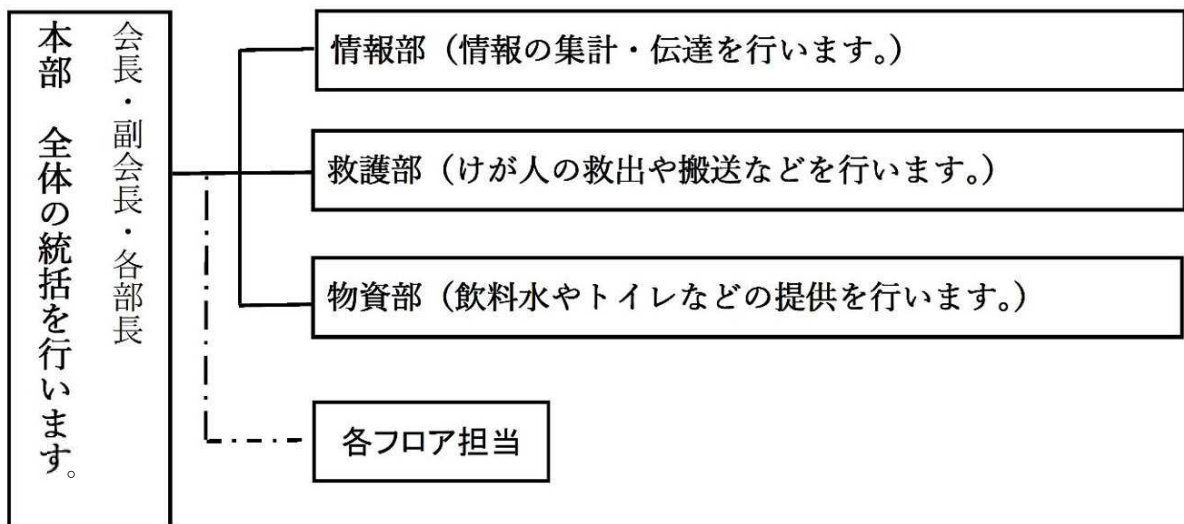 会長・副会長・各部長
本部　全体の統括を行います。
情報部（情報の集計・伝達を行います。）
救護部（けが人の救出や搬送などを行います。）
物資部（飲料水やトイレなどの提供を行います。）
各フロア担当